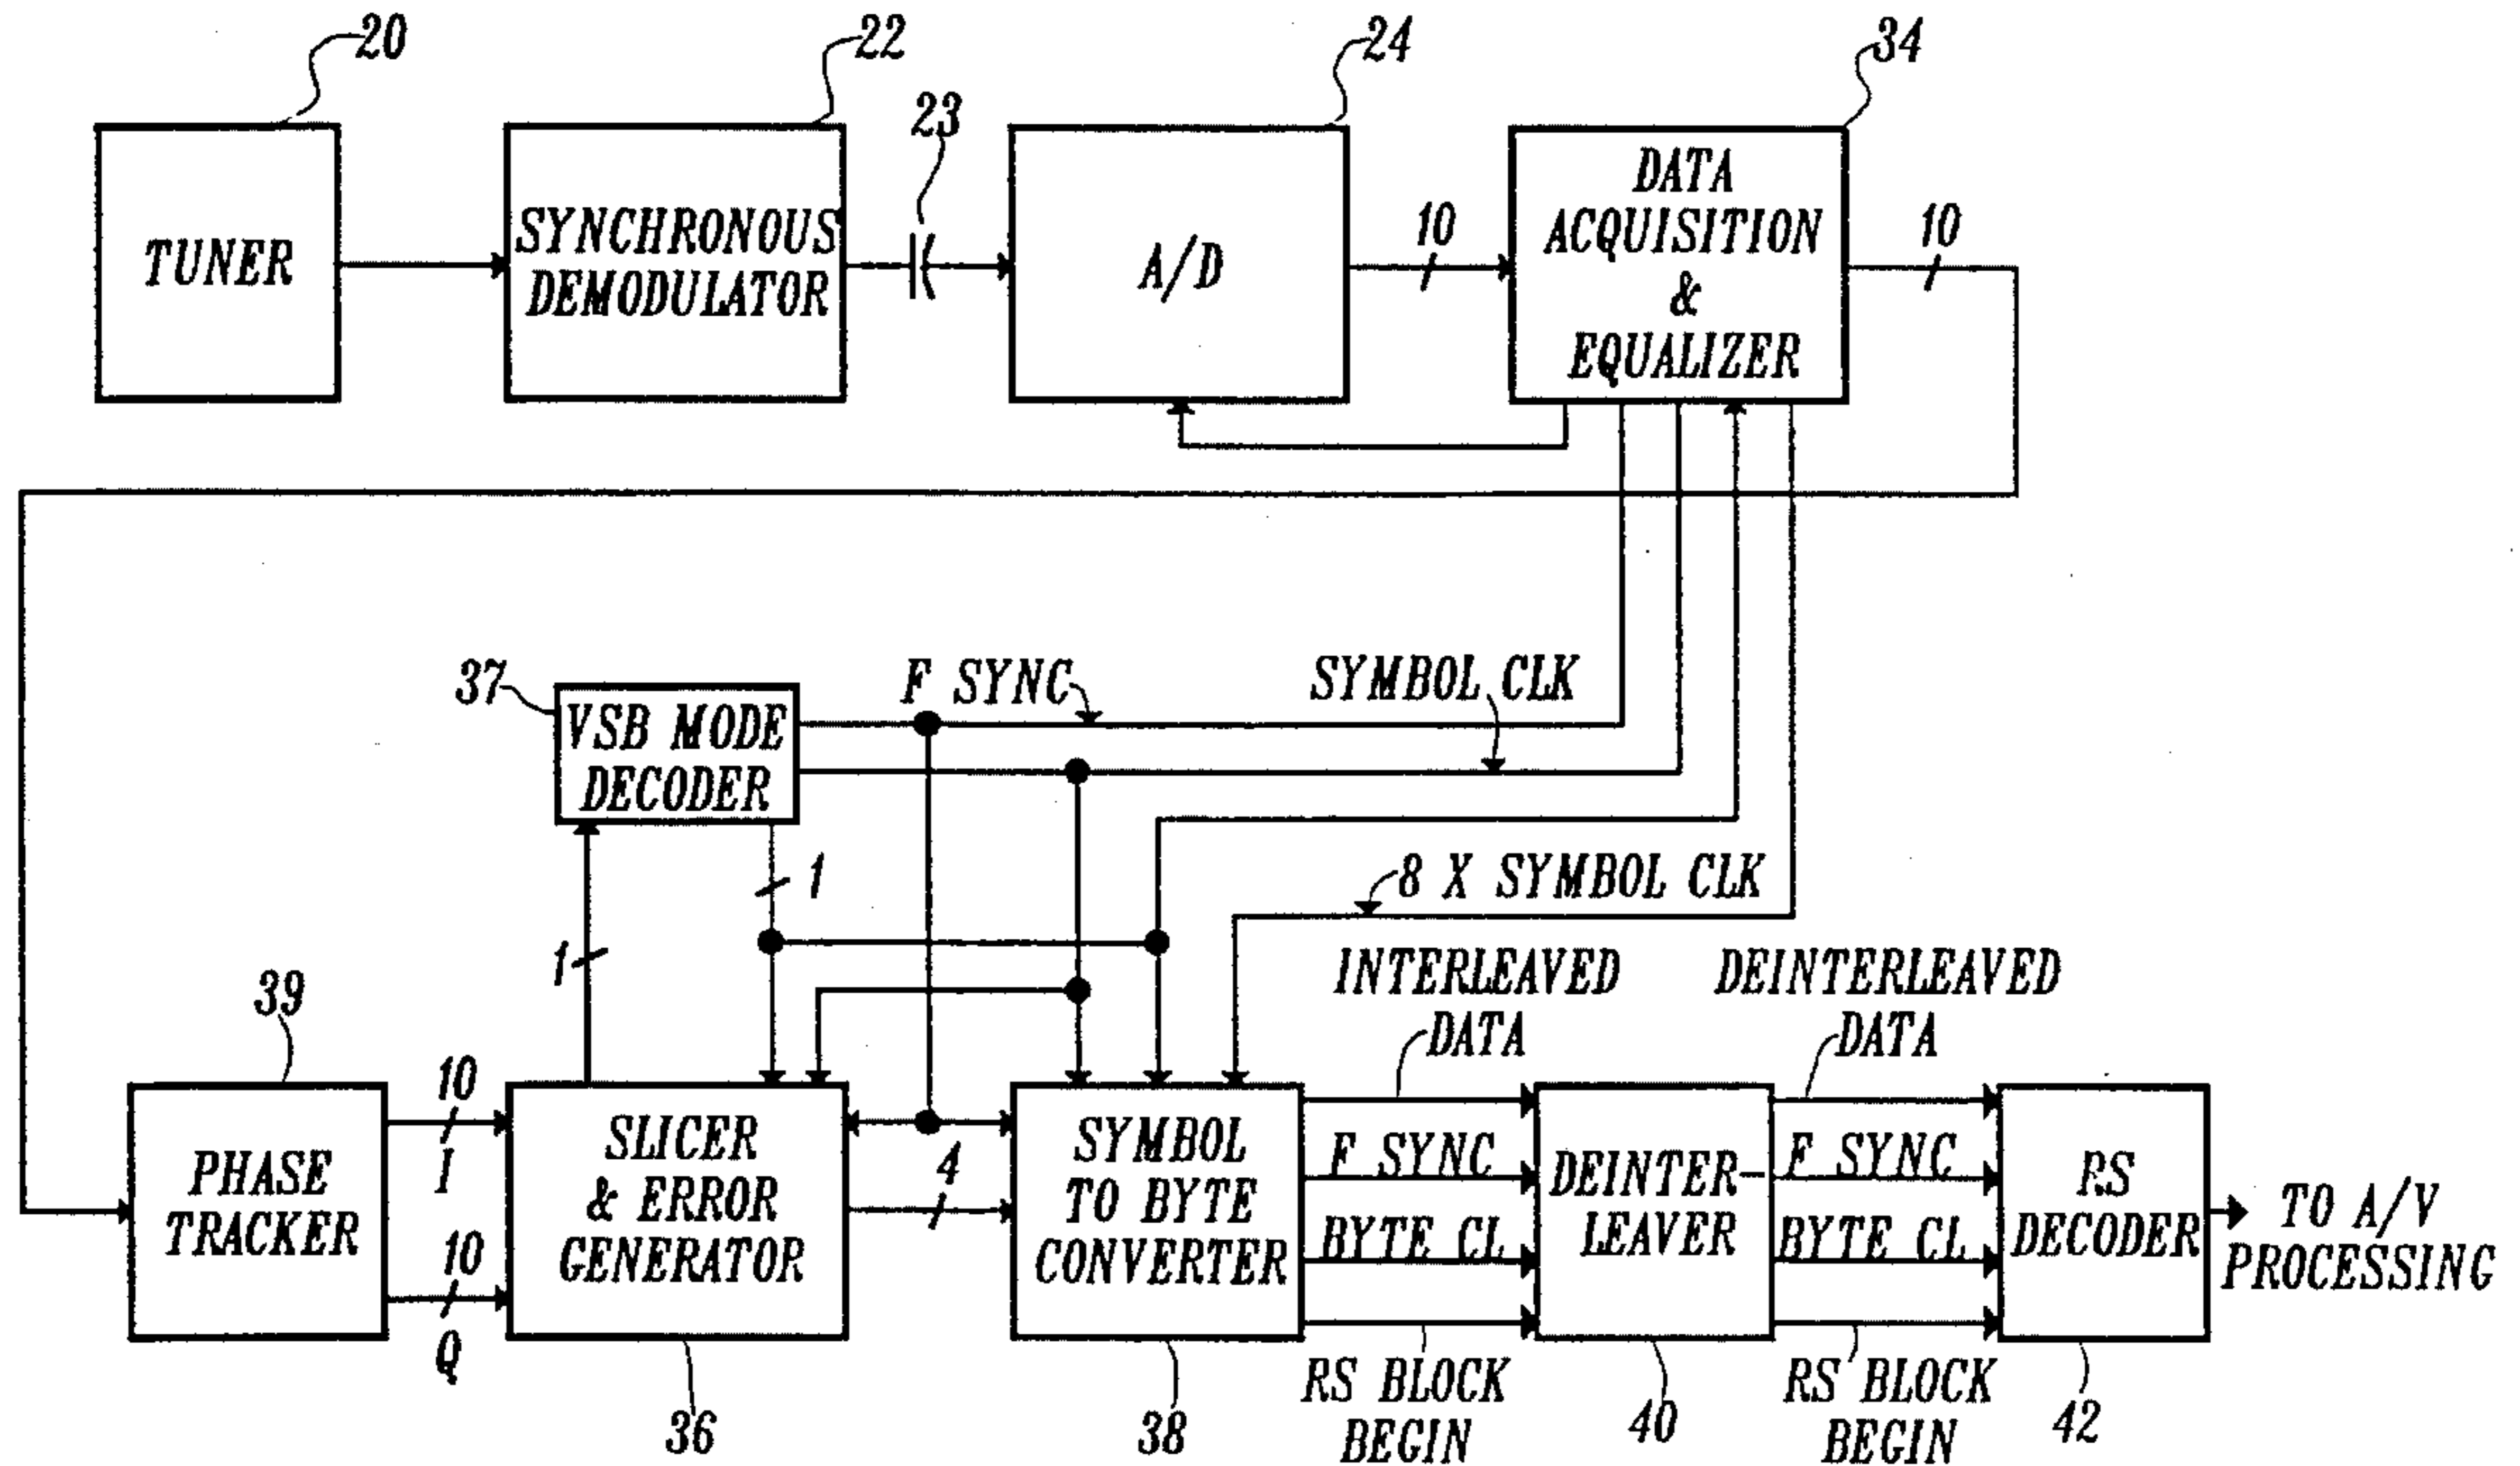 20
22
23
24
34
TUNER
SYNCHRONOUS
DEMODULATOR
A/D
10
DATA
ACQUISITION
&
EQUALIZER
10
37
VSB MODE
DECODER
F SYNC
SYMBOL CLK
1
8 X SYMBOL CLK
1
INTERLEAVED
DATA
DEINTERLEAVED
DATA
39
PHASE
TRACKER
10
I
10
Q
SLICER
& ERROR
GENERATOR
36
4
SYMBOL
TO BYTE
CONVERTER
38
F SYNC
BYTE CL
RS BLOCK
BEGIN
DEINTER-
LEAVER
40
F SYNC
BYTE CL
RS BLOCK
BEGIN
RS
DECODER
42
TO A/V
PROCESSING